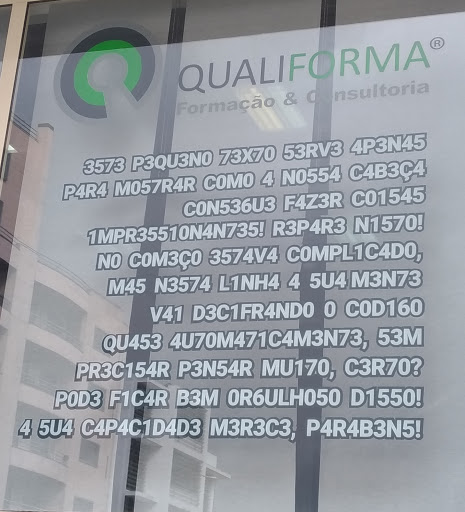 QUALIFORMA®
Formação & Consultoria
3573 P3QU3N0 73X70 53RV3 4P3N45
P4R4 M057R4R C0M0 4 N0554 C4B3Ç4
C0N536U3 F4Z3R C01545
1MPR35510N4N735! R3P4R3 N1570!
N0 C0M3Ç0 3574V4 C0MPL1C4D0,
M45 N3574 L1NH4 4 5U4 M3N73
V41 D3C1FR4ND0 0 C0D160
QU453 4U70M471C4M3N73, 53M
PR3C154R P3N54R MU170, C3R70?
P0D3 F1C4R B3M 0R6ULH050 D1550!
4 5U4 C4P4C1D4D3 M3R3C3, P4R4B3N5!